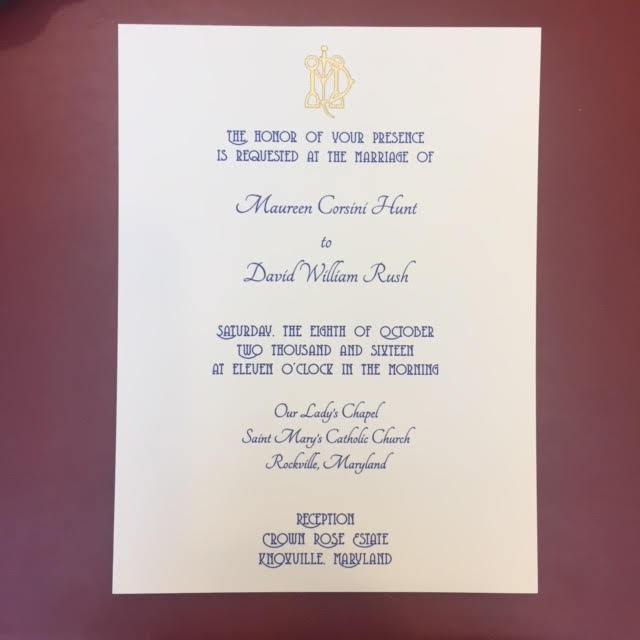 MD
THE HONOR OF YOUR PRESENCE
IS REQUESTED AT THE MARRIAGE OF
Maureen Corsini Hunt
to
David William Rush
SATURDAY, THE EIGHTH OF OCTOBER
TWO THOUSAND AND SIXTEEN
AT ELEVEN O'CLOCK IN THE MORNING
Our Lady's Chapel
Saint Mary's Catholic Church
Rockville, Maryland
RECEPTION
CROWN ROSE ESTATE
KNOXVILLE, MARYLAND